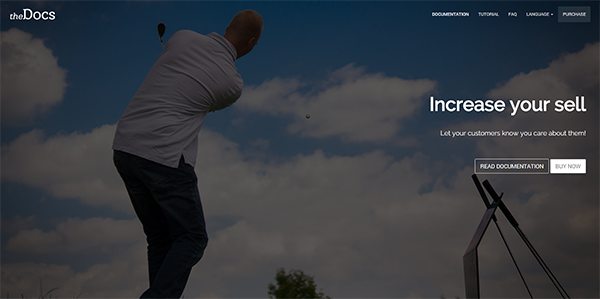 theDocs
DOCUMENTATION TUTORIAL FAQ LANGUAGE PURCHASE
Increase your sell
Let your customers know you care about them!
READ DOCUMENTATION BUY NOW